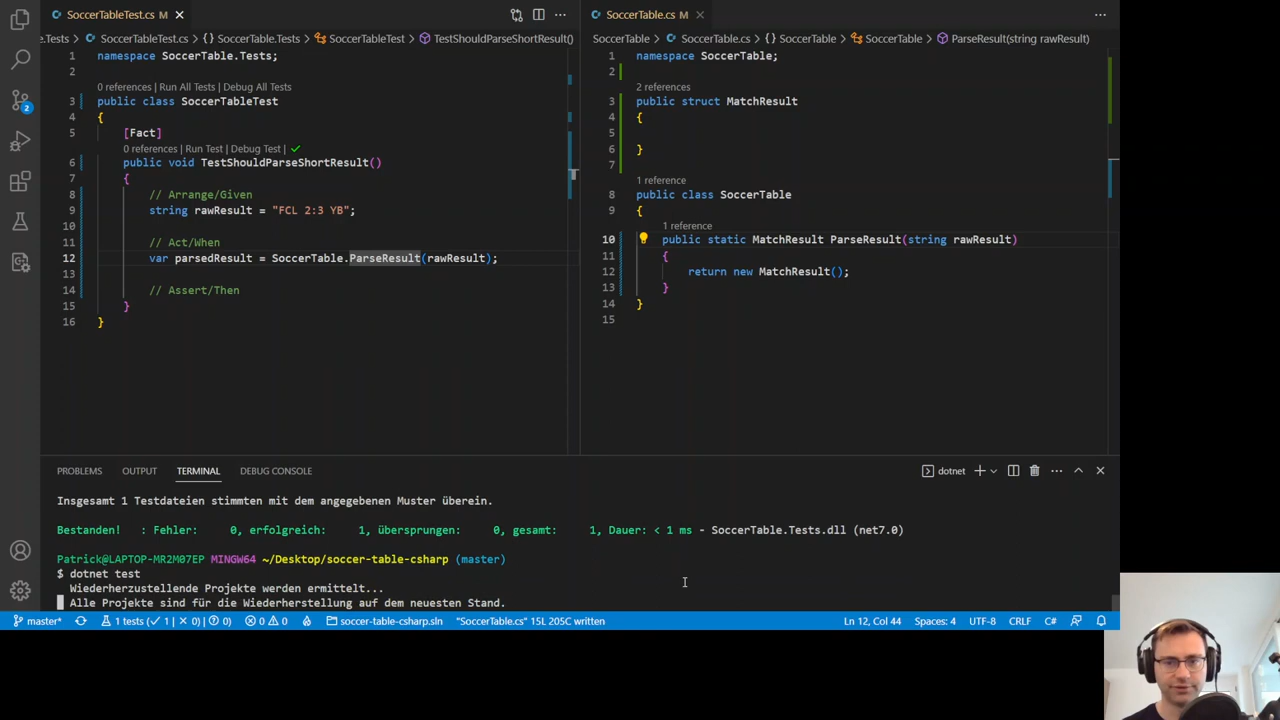 SoccerTableTest.cs M
.Tests > SoccerTableTest.cs > {} SoccerTable.Tests > SoccerTableTest > TestShouldParseShortResult()
1 namespace SoccerTable.Tests;
2
0 references | Run All Tests | Debug All Tests
3 public class SoccerTableTest
4 {
5 [Fact]
0 references | Run Test | Debug Test | ✓
6 public void TestShouldParseShortResult()
7 {
8 // Arrange/Given
9 string rawResult = "FCL 2:3 YB";
10
11 // Act/When
12 var parsedResult = SoccerTable.ParseResult(rawResult);
13
14 // Assert/Then
15 }
16 }
SoccerTable.cs M
SoccerTable > SoccerTable.cs > {} SoccerTable > SoccerTable > ParseResult(string rawResult)
1 namespace SoccerTable;
2
2 references
3 public struct MatchResult
4 {
5
6 }
7
1 reference
8 public class SoccerTable
9 {
1 reference
10 public static MatchResult ParseResult(string rawResult)
11 {
12 return new MatchResult();
13 }
14 }
15
2
PROBLEMS OUTPUT TERMINAL DEBUG CONSOLE dotnet
Insgesamt 1 Testdateien stimmten mit dem angegebenen Muster überein.
Bestanden! : Fehler: 0, erfolgreich: 1, übersprungen: 0, gesamt: 1, Dauer: < 1 ms - SoccerTable.Tests.dll (net7.0)
Patrick@LAPTOP-MR2M07EP MINGW64 ~/Desktop/soccer-table-csharp (master)
$ dotnet test
Wiederherzustellende Projekte werden ermittelt...
Alle Projekte sind für die Wiederherstellung auf dem neuesten Stand.
master* 1 tests (✓ 1 | × 0 | ? 0) 0 0 soccer-table-csharp.sln "SoccerTable.cs" 15L 205C written Ln 12, Col 44 Spaces: 4 UTF-8 CRLF C#